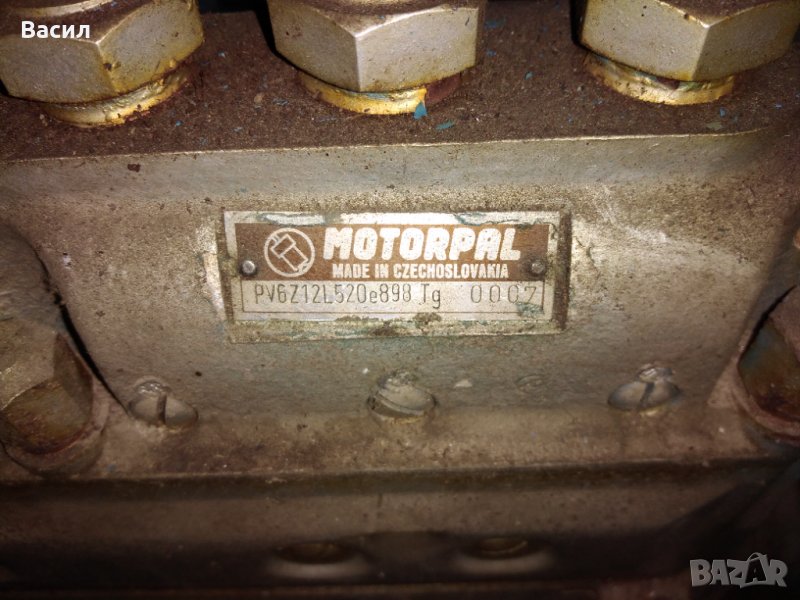 Васил
MOTORPAL
MADE IN CZECHOSLOVAKIA
PV6Z12L520e898 Tg 0007
BAZAR